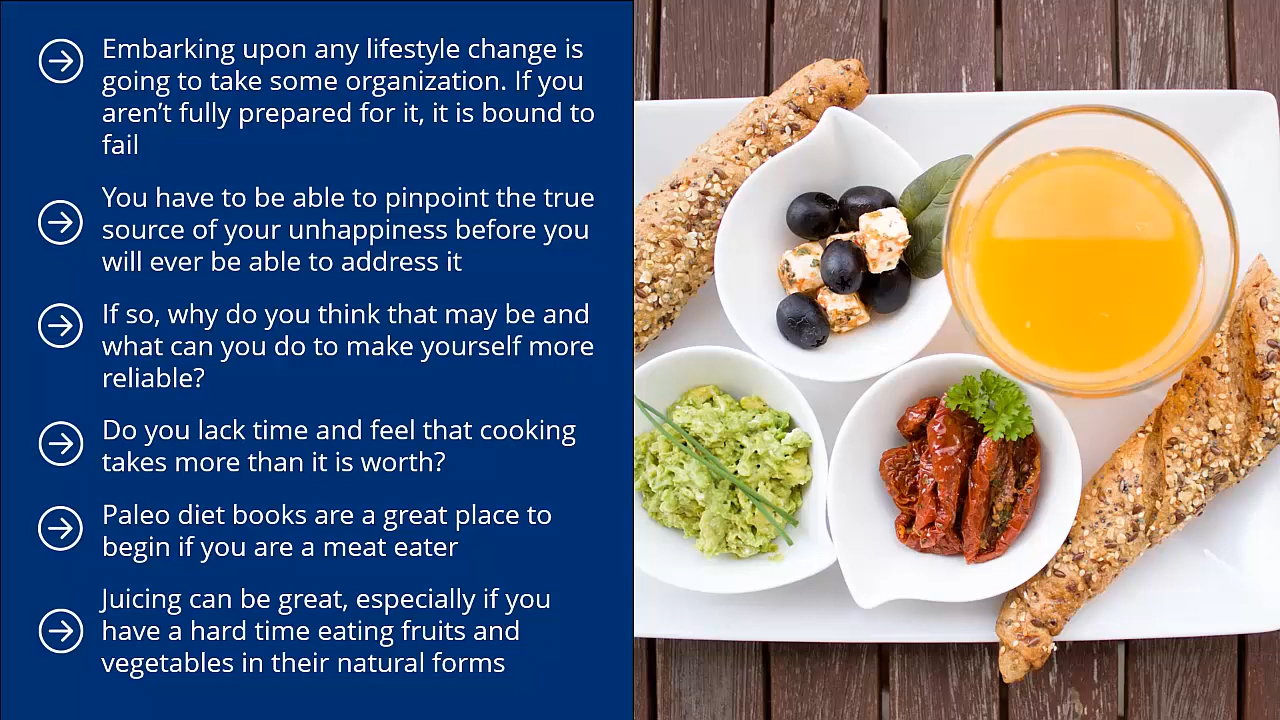 Embarking upon any lifestyle change is
going to take some organization. If you
aren’t fully prepared for it, it is bound to
fail
You have to be able to pinpoint the true
source of your unhappiness before you
will ever be able to address it
If so, why do you think that may be and
what can you do to make yourself more
reliable?
Do you lack time and feel that cooking
takes more than it is worth?
Paleo diet books are a great place to
begin if you are a meat eater
Juicing can be great, especially if you
have a hard time eating fruits and
vegetables in their natural forms